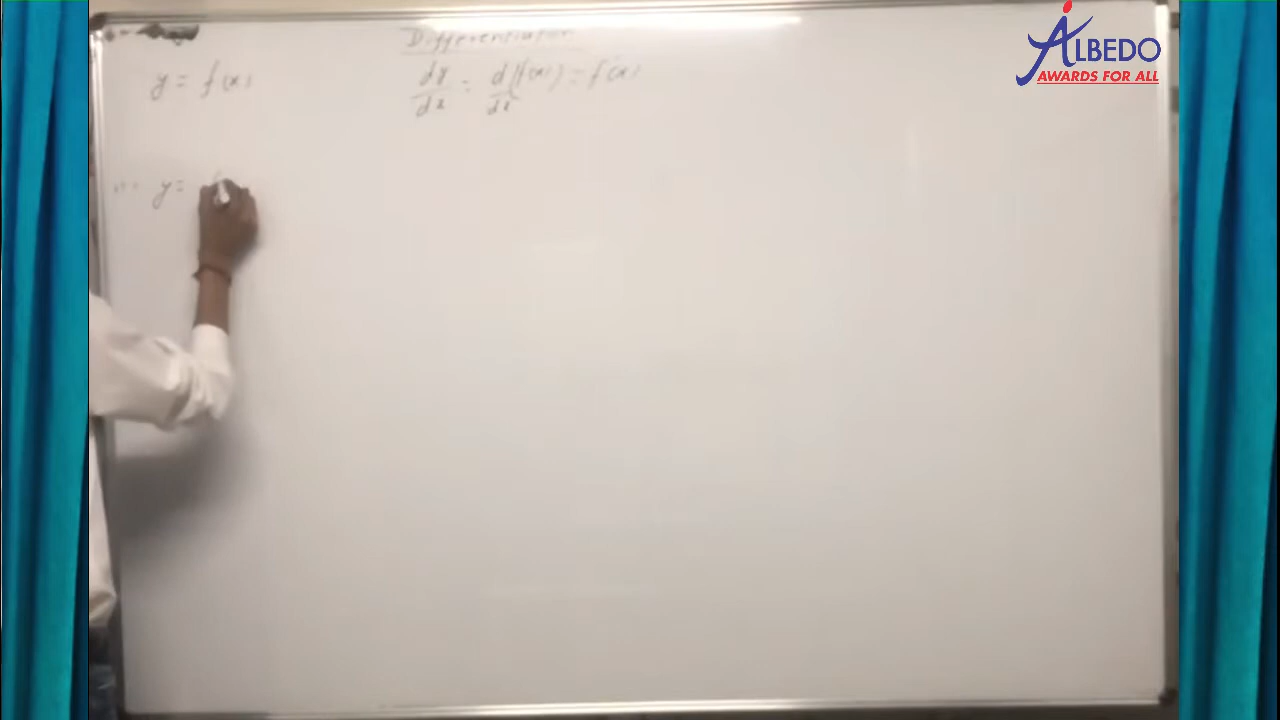 Differentiation
y = f(x)
dy/dx = d/dx (f(x)) = f'(x)
y =
ALBEDO
AWARDS FOR ALL